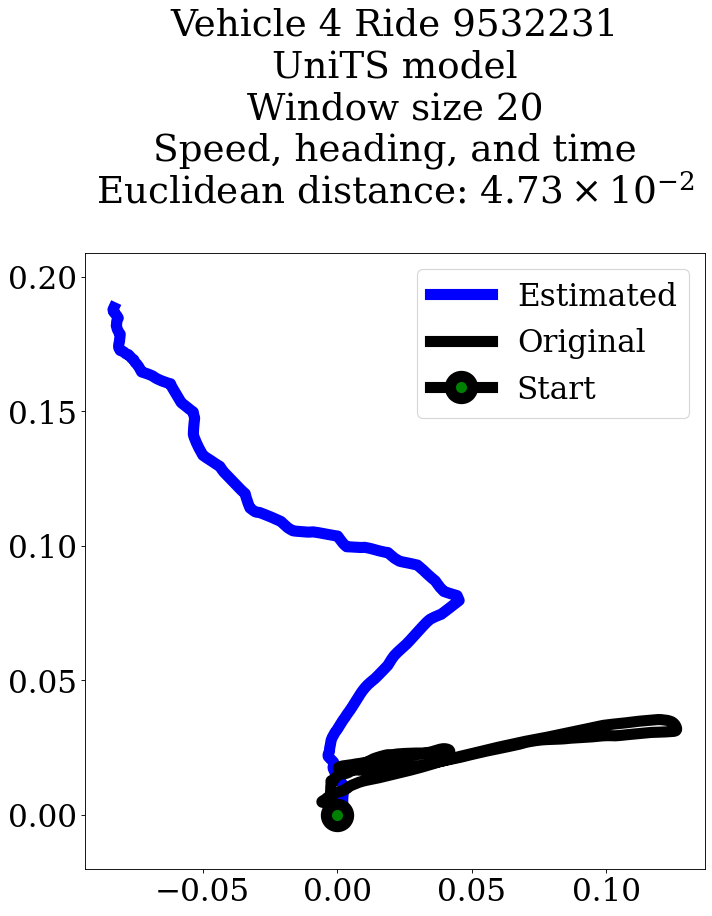 Vehicle 4 Ride 9532231
UniTS model
Window size 20
Speed, heading, and time
Euclidean distance: 4.73 × 10⁻²
0.20
0.15
0.10
0.05
0.00
Estimated
Original
Start
−0.05 0.00 0.05 0.10